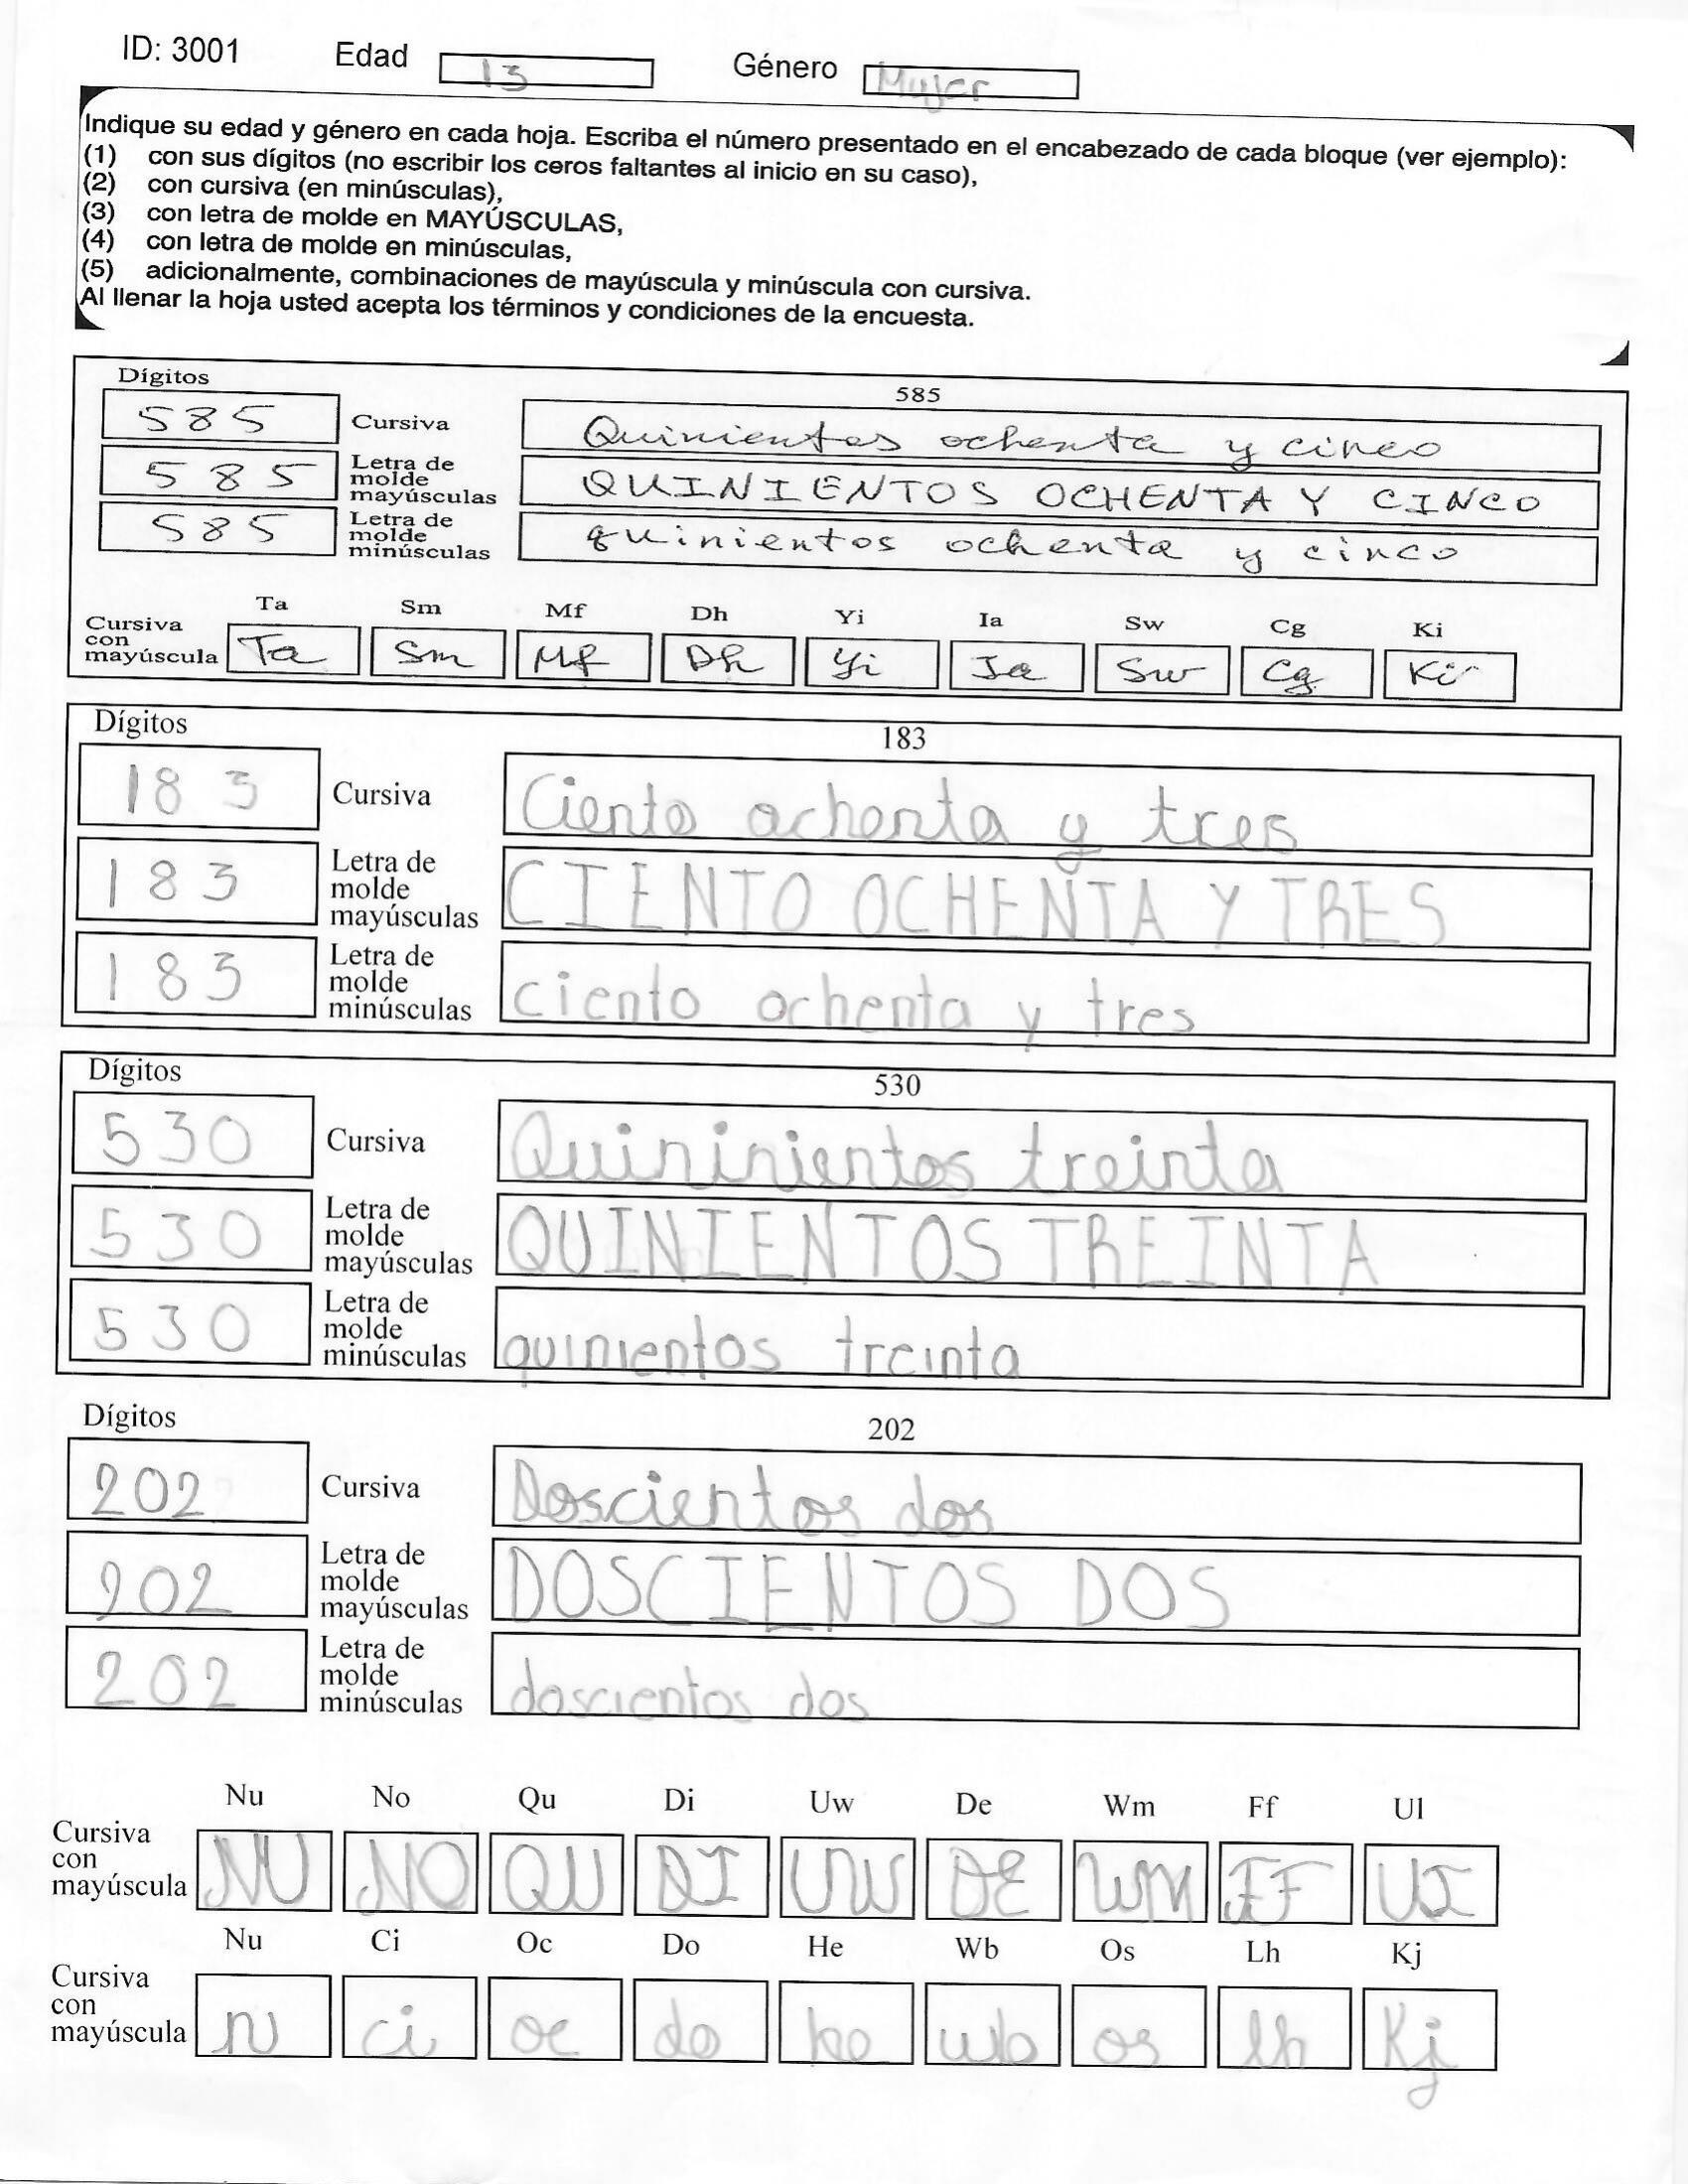 ID: 3001 Edad 13 Género Mujer
Indique su edad y género en cada hoja. Escriba el número presentado en el encabezado de cada bloque (ver ejemplo):
(1) con sus dígitos (no escribir los ceros faltantes al inicio en su caso),
(2) con cursiva (en minúsculas),
(3) con letra de molde en MAYÚSCULAS,
(4) con letra de molde en minúsculas,
(5) adicionalmente, combinaciones de mayúscula y minúscula con cursiva.
Al llenar la hoja usted acepta los términos y condiciones de la encuesta.
Dígitos 585
585 Cursiva Quinientos ochenta y cinco
585 Letra de molde mayúsculas QUINIENTOS OCHENTA Y CINCO
585 Letra de molde minúsculas quinientos ochenta y cinco
Ta Sm Mf Dh Yi Ia Sw Cg Ki
Cursiva con mayúscula Ta Sm Mf Dh Yi Ia Sw Cg Ki
Dígitos 183
183 Cursiva Ciento ochenta y tres
183 Letra de molde mayúsculas CIENTO OCHENTA Y TRES
183 Letra de molde minúsculas ciento ochenta y tres
Dígitos 530
530 Cursiva Quininientos treinta
530 Letra de molde mayúsculas QUINIENTOS TREINTA
530 Letra de molde minúsculas quinientos treinta
Dígitos 202
202 Cursiva Doscientos dos
202 Letra de molde mayúsculas DOSCIENTOS DOS
202 Letra de molde minúsculas doscientos dos
Nu No Qu Di Uw De Wm Ff Ul
Cursiva con mayúscula NU NO QU DI UW DE WM FF UI
Nu Ci Oc Do He Wb Os Lh Kj
Cursiva con mayúscula nu ci oc do he wb os lh Kj